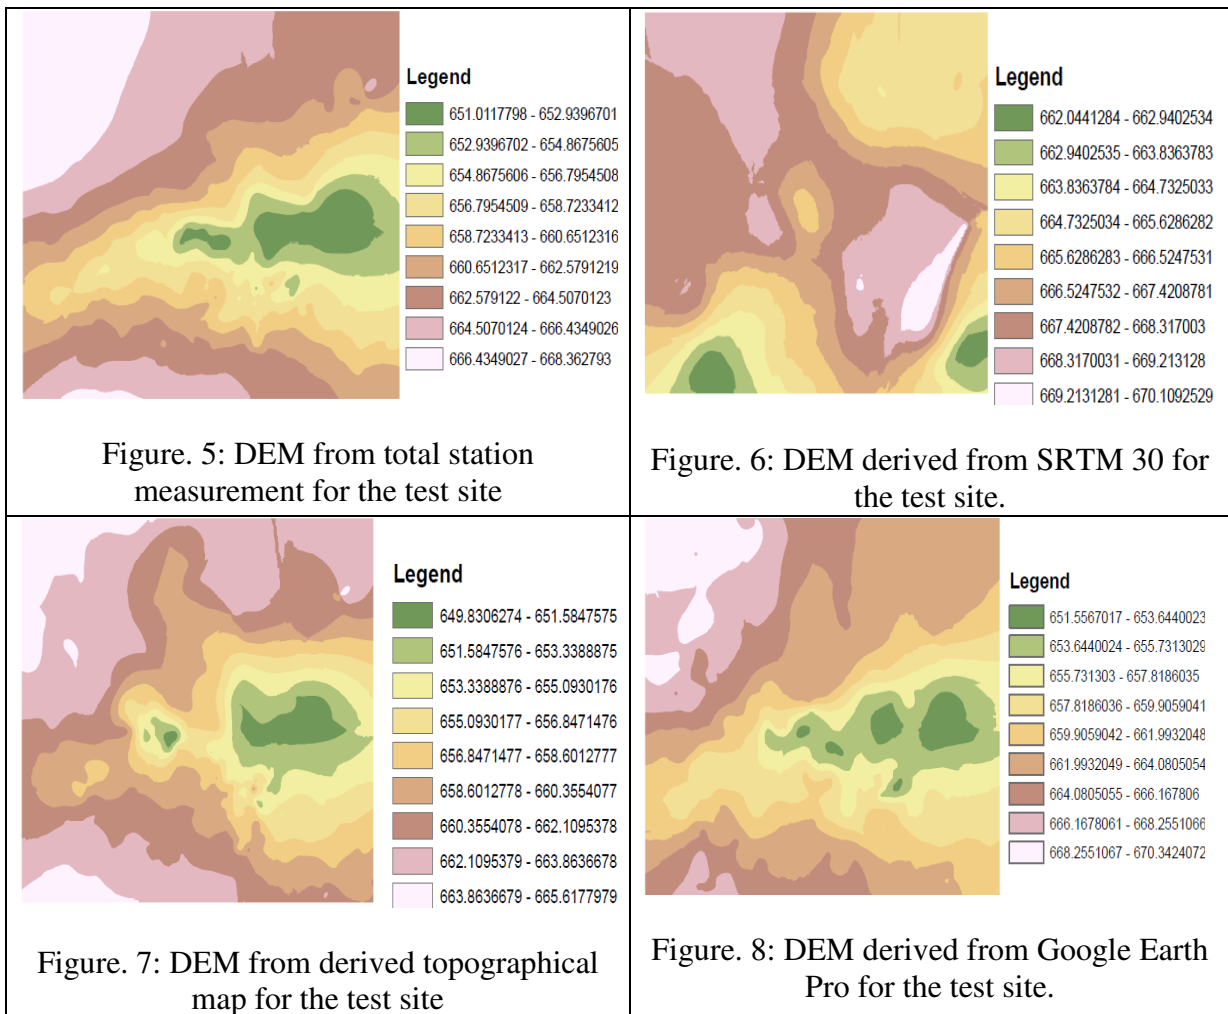 Legend
651.0117798 - 652.9396701
652.9396702 - 654.8675605
654.8675606 - 656.7954508
656.7954509 - 658.7233412
658.7233413 - 660.6512316
660.6512317 - 662.5791219
662.579122 - 664.5070123
664.5070124 - 666.4349026
666.4349027 - 668.362793
Figure. 5: DEM from total station
measurement for the test site
Legend
662.0441284 - 662.9402534
662.9402535 - 663.8363783
663.8363784 - 664.7325033
664.7325034 - 665.6286282
665.6286283 - 666.5247531
666.5247532 - 667.4208781
667.4208782 - 668.317003
668.3170031 - 669.213128
669.2131281 - 670.1092529
Figure. 6: DEM derived from SRTM 30 for
the test site.
Legend
649.8306274 - 651.5847575
651.5847576 - 653.3388875
653.3388876 - 655.0930176
655.0930177 - 656.8471476
656.8471477 - 658.6012777
658.6012778 - 660.3554077
660.3554078 - 662.1095378
662.1095379 - 663.8636678
663.8636679 - 665.6177979
Figure. 7: DEM from derived topographical
map for the test site
Legend
651.5567017 - 653.6440023
653.6440024 - 655.7313029
655.731303 - 657.8186035
657.8186036 - 659.9059041
659.9059042 - 661.9932048
661.9932049 - 664.0805054
664.0805055 - 666.167806
666.1678061 - 668.2551066
668.2551067 - 670.3424072
Figure. 8: DEM derived from Google Earth
Pro for the test site.